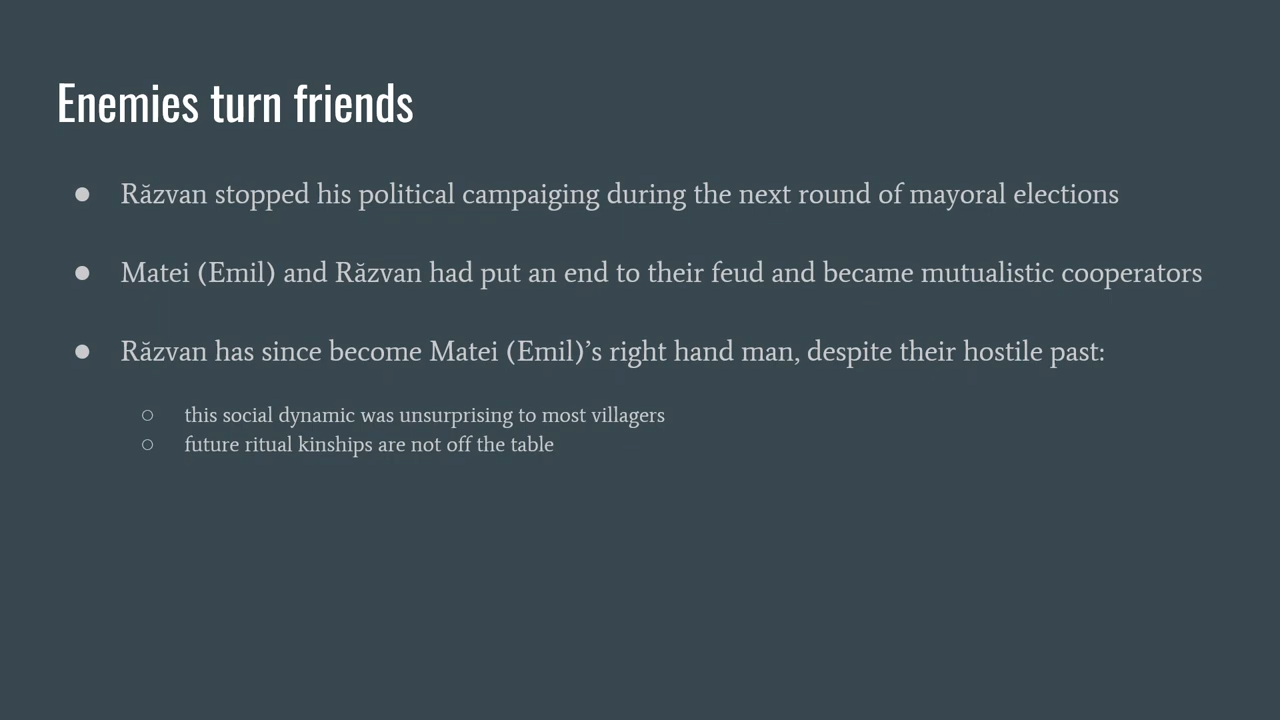 Enemies turn friends
● Răzvan stopped his political campaiging during the next round of mayoral elections
● Matei (Emil) and Răzvan had put an end to their feud and became mutualistic cooperators
● Răzvan has since become Matei (Emil)’s right hand man, despite their hostile past:
○ this social dynamic was unsurprising to most villagers
○ future ritual kinships are not off the table